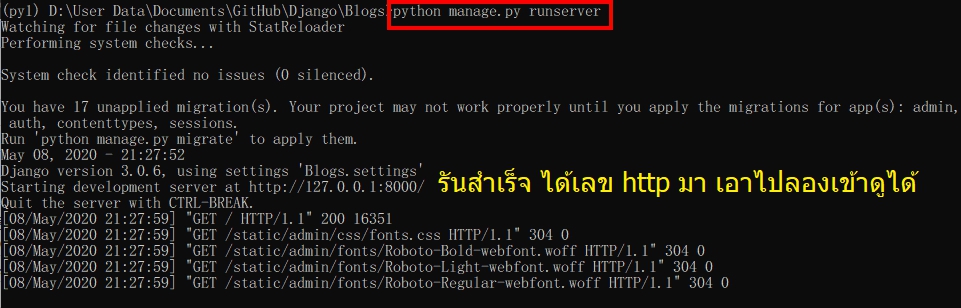 (py1) D:\User Data\Documents\GitHub\Django\Blogs>python manage.py runserver
Watching for file changes with StatReloader
Performing system checks...
System check identified no issues (0 silenced).
You have 17 unapplied migration(s). Your project may not work properly until you apply the migrations for app(s): admin,
auth, contenttypes, sessions.
Run 'python manage.py migrate' to apply them.
May 08, 2020 - 21:27:52
Django version 3.0.6, using settings 'Blogs.settings'
Starting development server at http://127.0.0.1:8000/ รันสำเร็จ ได้เลข http มา เอาไปลองเข้าดูได้
Quit the server with CTRL-BREAK.
[08/May/2020 21:27:59] "GET / HTTP/1.1" 200 16351
[08/May/2020 21:27:59] "GET /static/admin/css/fonts.css HTTP/1.1" 304 0
[08/May/2020 21:27:59] "GET /static/admin/fonts/Roboto-Bold-webfont.woff HTTP/1.1" 304 0
[08/May/2020 21:27:59] "GET /static/admin/fonts/Roboto-Light-webfont.woff HTTP/1.1" 304 0
[08/May/2020 21:27:59] "GET /static/admin/fonts/Roboto-Regular-webfont.woff HTTP/1.1" 304 0